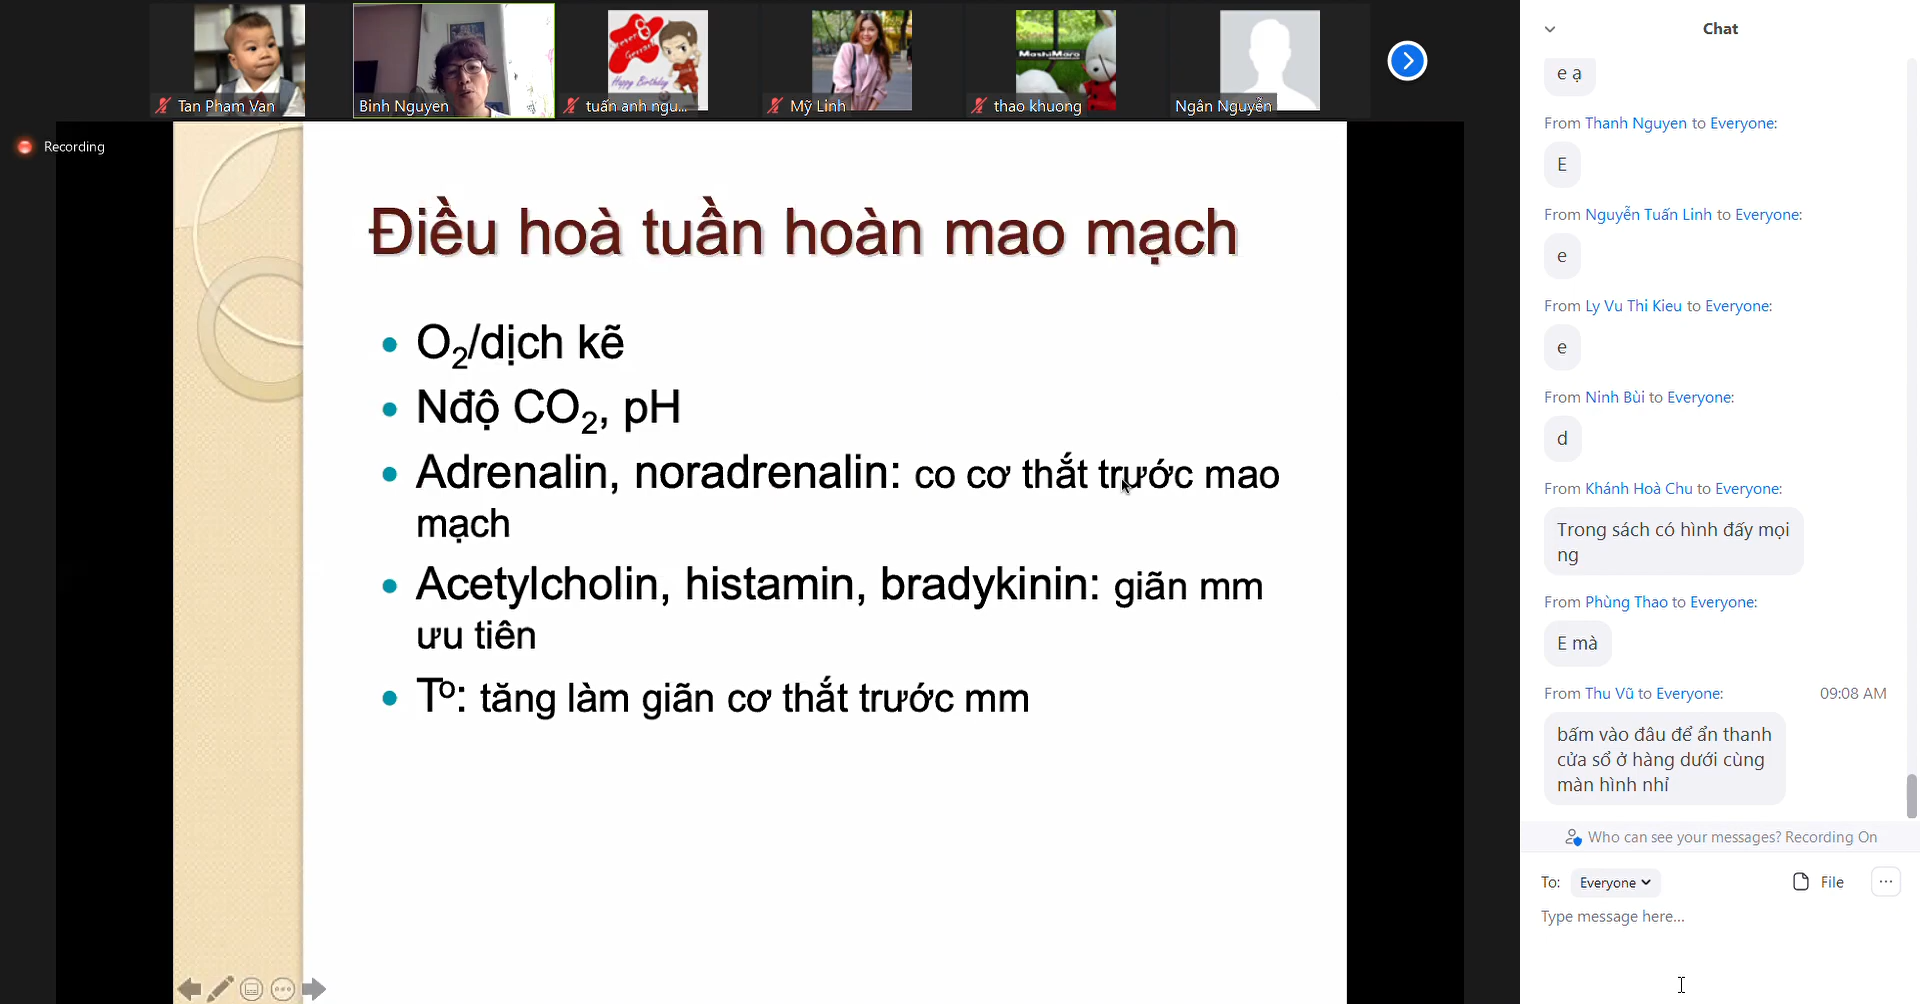 Tan Pham Van
Binh Nguyen
Happy Birthday
tuấn anh ngu...
Mỹ Linh
MashiMaro
thao khuong
Ngân Nguyễn
Recording
Điều hoà tuần hoàn mao mạch
• O₂/dịch kẽ
• Nđộ CO₂, pH
• Adrenalin, noradrenalin: co cơ thắt trước mao
mạch
• Acetylcholin, histamin, bradykinin: giãn mm
ưu tiên
• Tº: tăng làm giãn cơ thắt trước mm
Chat
e ạ
From Thanh Nguyen to Everyone:
E
From Nguyễn Tuấn Linh to Everyone:
e
From Ly Vu Thi Kieu to Everyone:
e
From Ninh Bùi to Everyone:
d
From Khánh Hoà Chu to Everyone:
Trong sách có hình đấy mọi
ng
From Phùng Thao to Everyone:
E mà
From Thu Vũ to Everyone: 09:08 AM
bấm vào đâu để ẩn thanh
cửa sổ ở hàng dưới cùng
màn hình nhỉ
Who can see your messages? Recording On
To: Everyone File
Type message here...